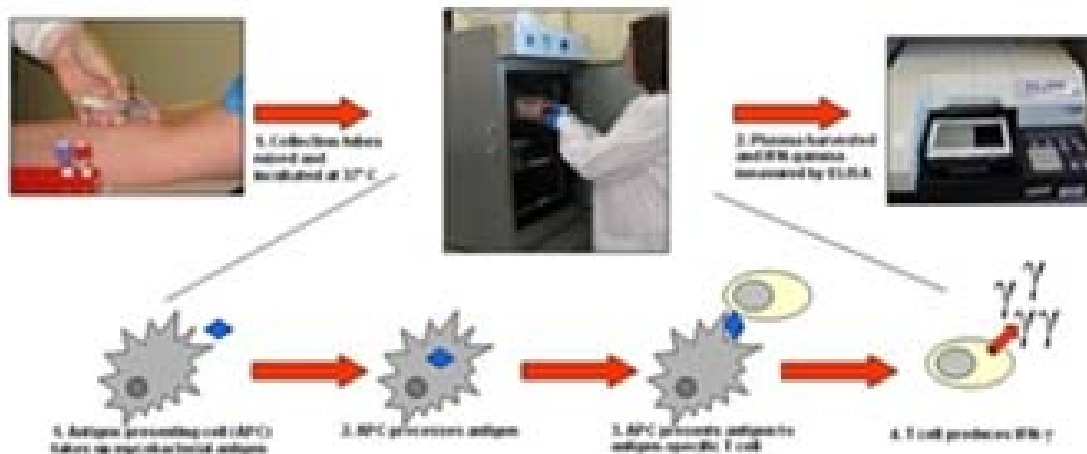 1. Collection tubes
mixed and
incubated at 37° C
2. Plasma harvested
and IFN-gamma
measured by ELISA
1. Antigen presenting cell (APC)
takes up mycobacterial antigen
2. APC processes antigen
3. APC presents antigen to
antigen-specific T cell
4. T cell produces IFN-γ